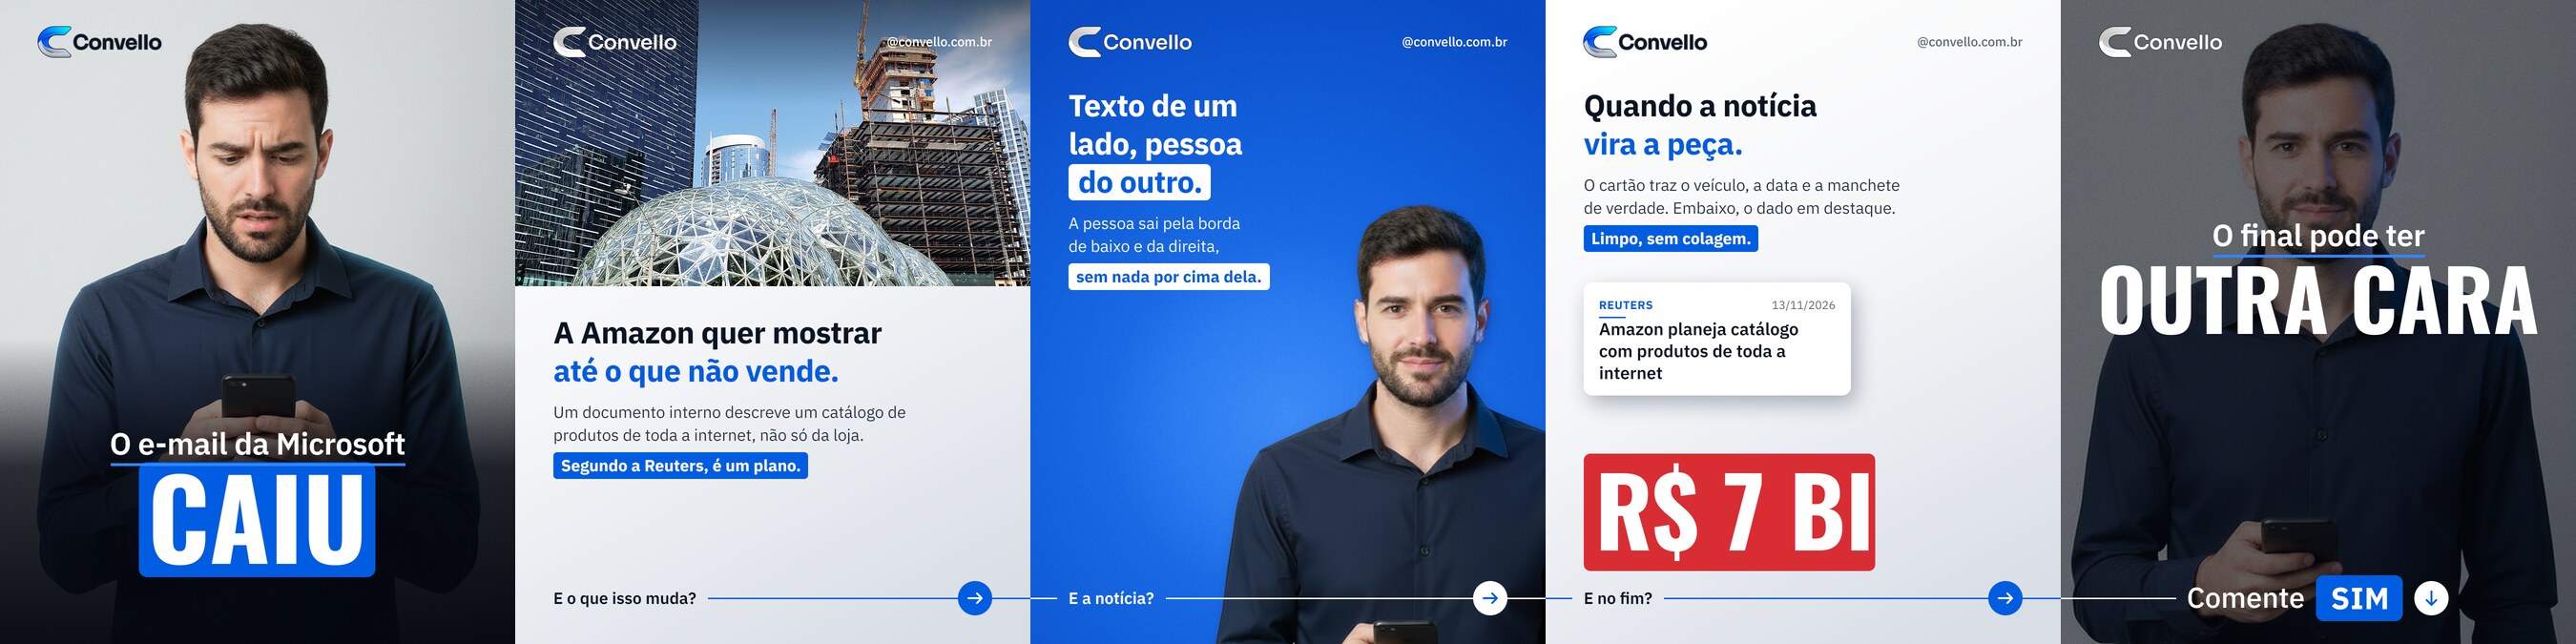 Convello
O e-mail da Microsoft
CAIU
Convello
@convello.com.br
A Amazon quer mostrar
até o que não vende.
Um documento interno descreve um catálogo de
produtos de toda a internet, não só da loja.
Segundo a Reuters, é um plano.
E o que isso muda?
Convello
@convello.com.br
Texto de um
lado, pessoa
do outro.
A pessoa sai pela borda
de baixo e da direita,
sem nada por cima dela.
E a notícia?
Convello
@convello.com.br
Quando a notícia
vira a peça.
O cartão traz o veículo, a data e a manchete
de verdade. Embaixo, o dado em destaque.
Limpo, sem colagem.
REUTERS 13/11/2026
Amazon planeja catálogo
com produtos de toda a
internet
R$ 7 BI
E no fim?
Convello
O final pode ter
OUTRA CARA
Comente SIM